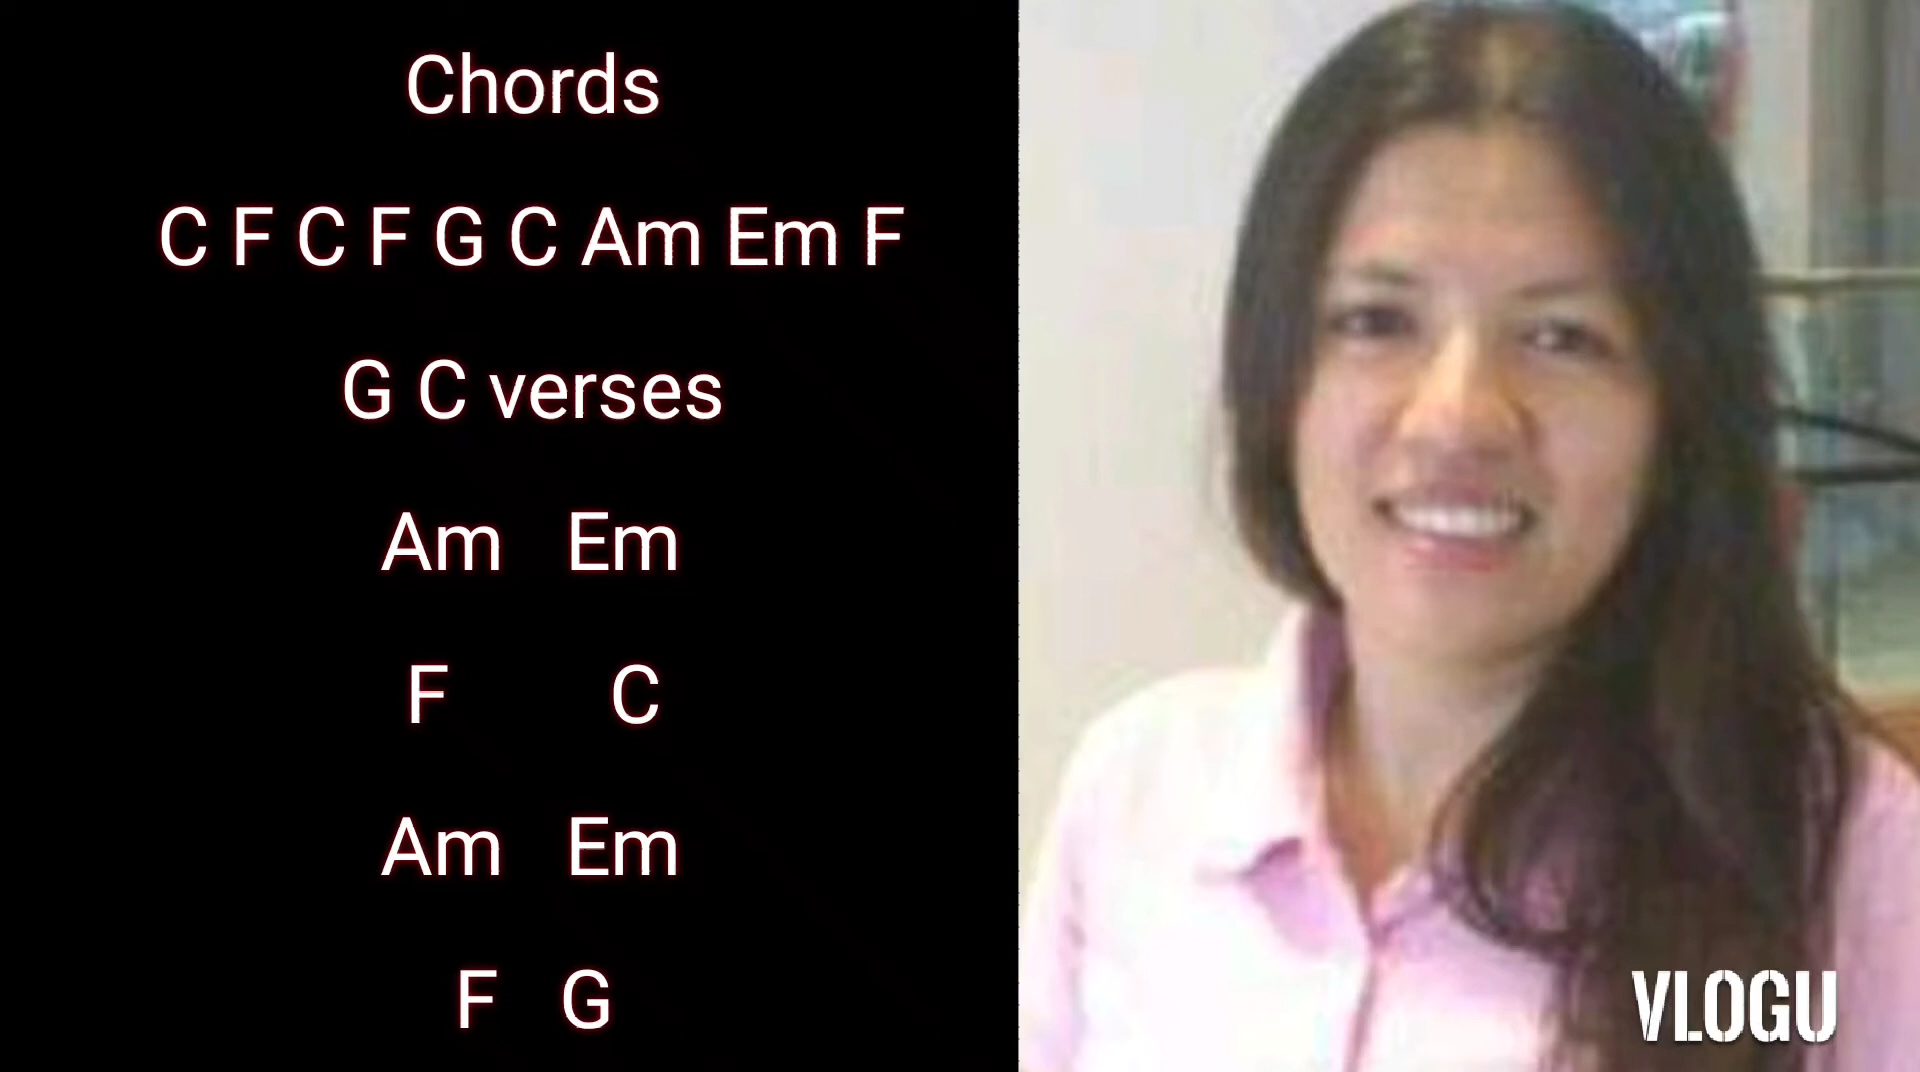 Chords
C F C F G C Am Em F
G C verses
Am Em
F C
Am Em
F G
VLOGU